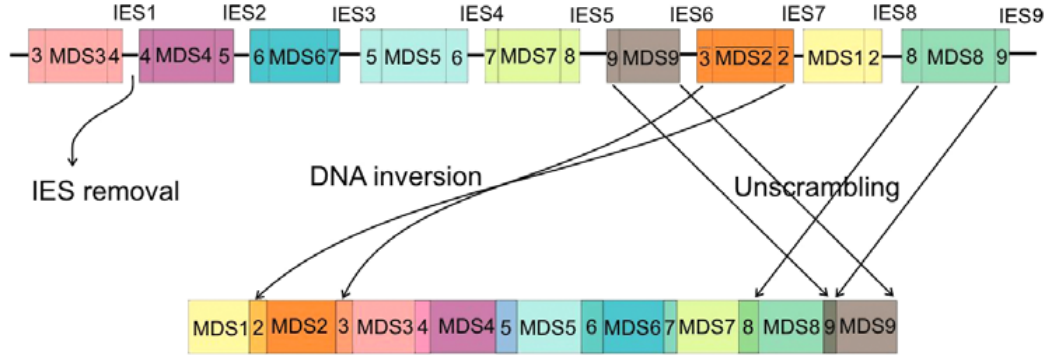 IES1 IES2 IES3 IES4 IES5 IES6 IES7 IES8 IES9
3 MDS3 4 4 MDS4 5 6 MDS6 7 5 MDS5 6 7 MDS7 8 9 MDS9 3̅ M̅D̅S̅2̅ 2̅ MDS1 2 8 MDS8 9
IES removal
DNA inversion
Unscrambling
MDS1 2 MDS2 3 MDS3 4 MDS4 5 MDS5 6 MDS6 7 MDS7 8 MDS8 9 MDS9